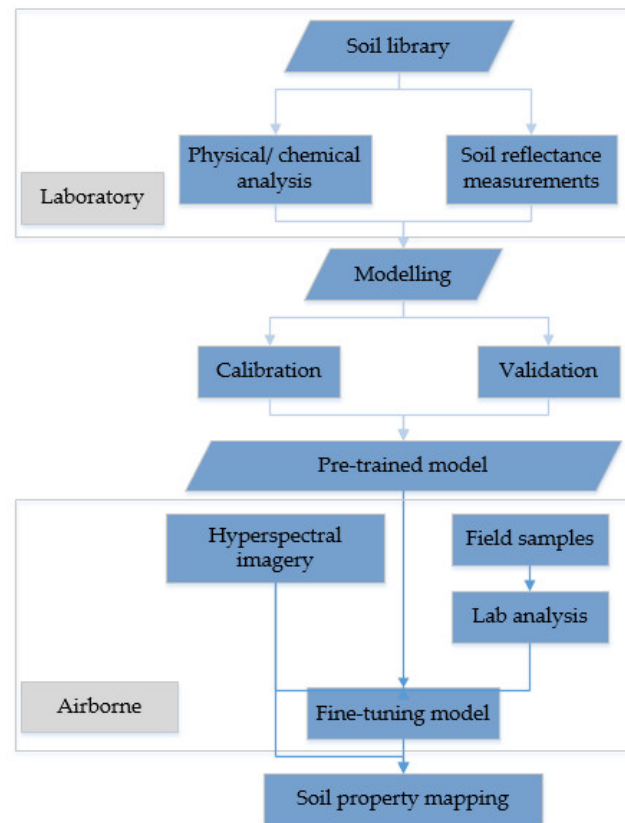 Soil library
Physical/ chemical
analysis
Soil reflectance
measurements
Laboratory
Modelling
Calibration
Validation
Pre-trained model
Hyperspectral
imagery
Field samples
Lab analysis
Airborne
Fine-tuning model
Soil property mapping